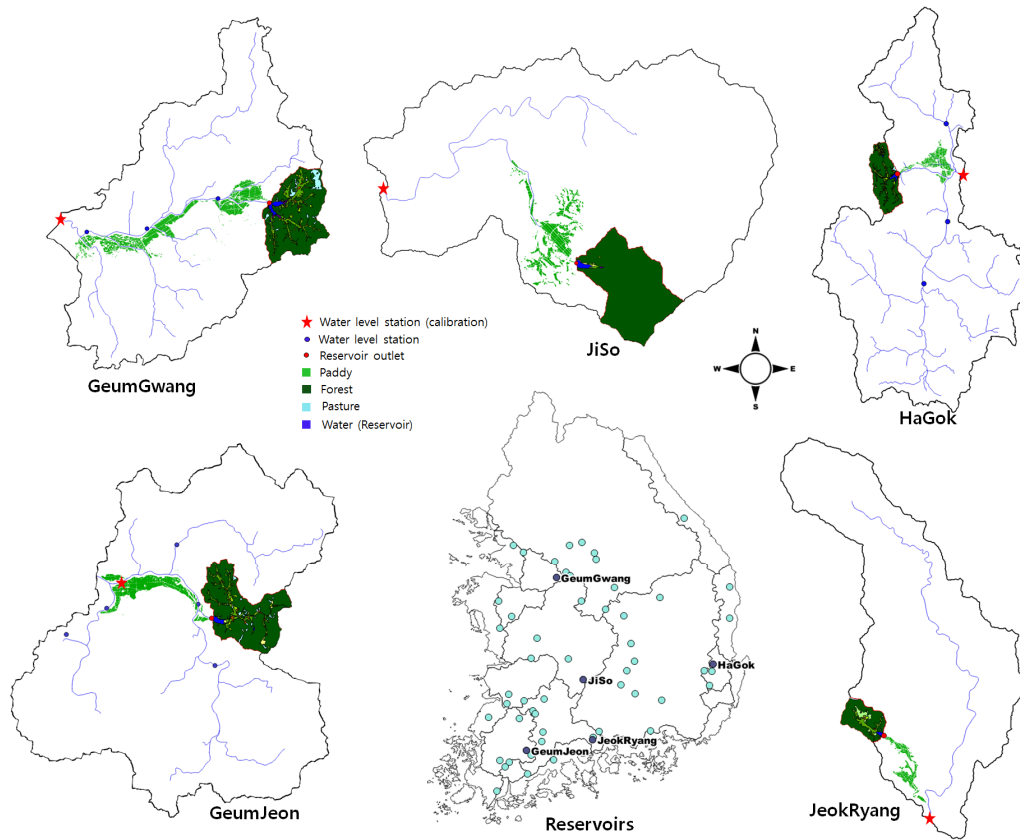 GeumGwang
JiSo
HaGok
Water level station (calibration)
Water level station
Reservoir outlet
Paddy
Forest
Pasture
Water (Reservoir)
N
W
E
S
GeumJeon
GeumGwang
HaGok
JiSo
JeokRyang
GeumJeon
Reservoirs
JeokRyang